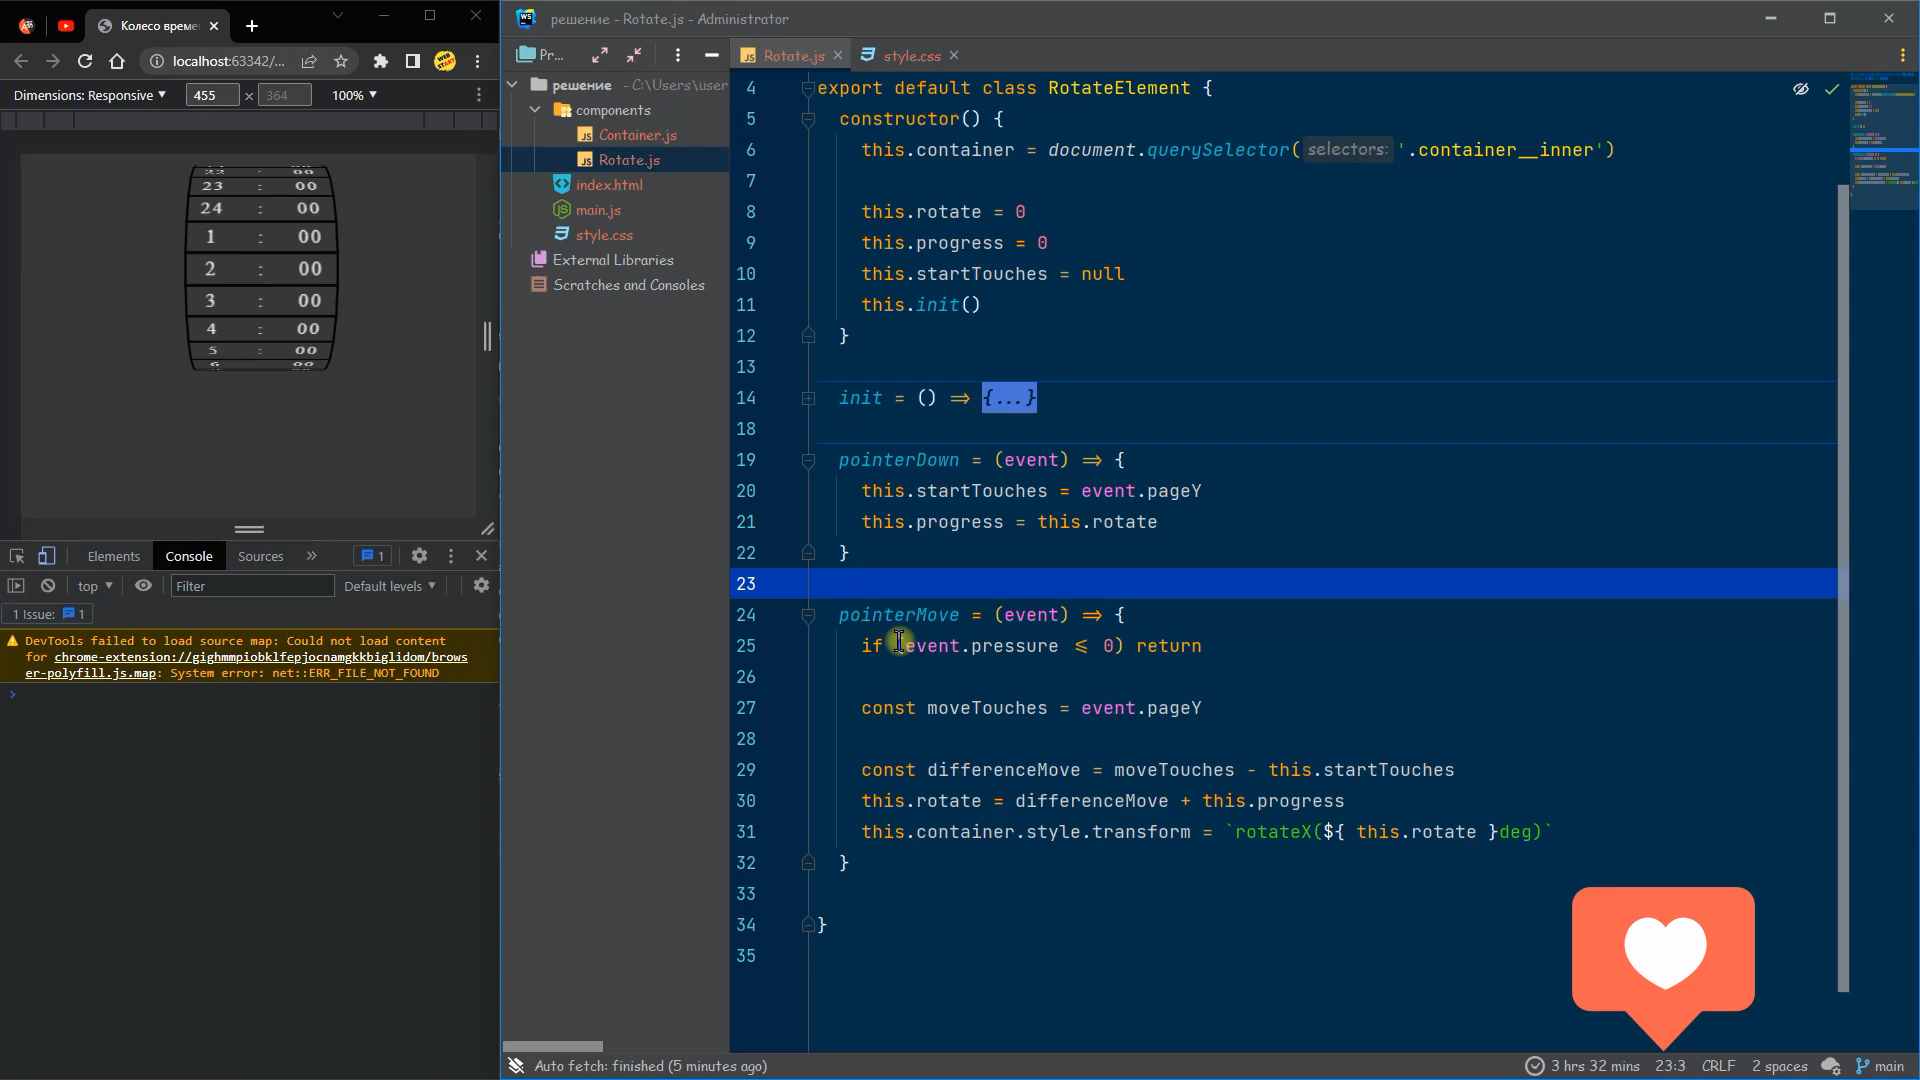 Колесо време
localhost:63342/...
Dimensions: Responsive
455
×
364
100%
23 : 00
24 : 00
1 : 00
2 : 00
3 : 00
4 : 00
5 : 00
6 : 00
Elements
Console
Sources
»
1
top
Filter
Default levels
1 Issue:
1
DevTools failed to load source map: Could not load content
for chrome-extension://gighmmpiobklfepjocnamgkkbiglidom/brows
er-polyfill.js.map: System error: net::ERR_FILE_NOT_FOUND
решение - Rotate.js - Administrator
Pr...
решение - C:\Users\user
components
Container.js
Rotate.js
index.html
main.js
style.css
External Libraries
Scratches and Consoles
Rotate.js
style.css
4 export default class RotateElement {
5 constructor() {
6 this.container = document.querySelector( selectors: '.container__inner')
7
8 this.rotate = 0
9 this.progress = 0
10 this.startTouches = null
11 this.init()
12 }
13
14 init = () => {...}
18
19 pointerDown = (event) => {
20 this.startTouches = event.pageY
21 this.progress = this.rotate
22 }
23
24 pointerMove = (event) => {
25 if (event.pressure <= 0) return
26
27 const moveTouches = event.pageY
28
29 const differenceMove = moveTouches - this.startTouches
30 this.rotate = differenceMove + this.progress
31 this.container.style.transform = `rotateX(${ this.rotate }deg)`
32 }
33
34 }
35
Auto fetch: finished (5 minutes ago)
3 hrs 32 mins
23:3
CRLF
2 spaces
main